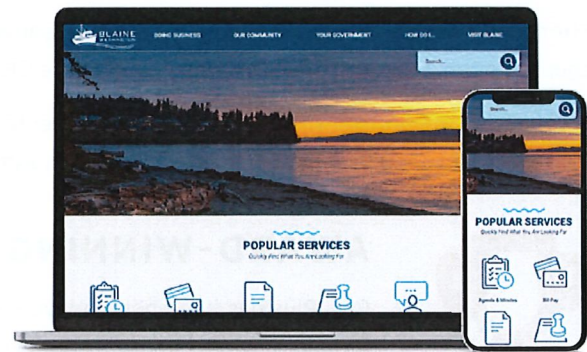 BLAINE
WASHINGTON
DOING BUSINESS
OUR COMMUNITY
YOUR GOVERNMENT
HOW DO I...
VISIT BLAINE
Search...
POPULAR SERVICES
Quickly Find What You Are Looking For
Search...
POPULAR SERVICES
Quickly Find What You Are Looking For
Agenda & Minutes
Bill Pay